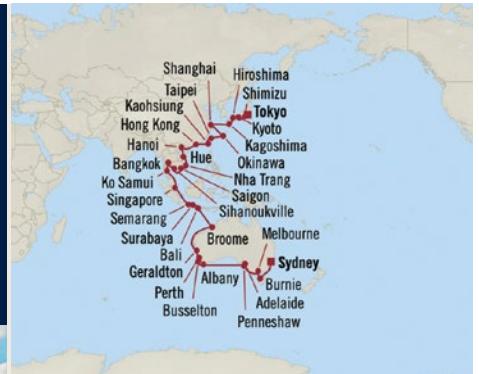 Shanghai
Hiroshima
Taipei
Shimizu
Kaohsiung
Tokyo
Hong Kong
Kyoto
Hanoi
Kagoshima
Hue
Okinawa
Bangkok
Nha Trang
Ko Samui
Saigon
Singapore
Sihanoukville
Semarang
Surabaya
Broome
Melbourne
Bali
Sydney
Geraldton
Albany
Burnie
Perth
Adelaide
Busselton
Penneshaw